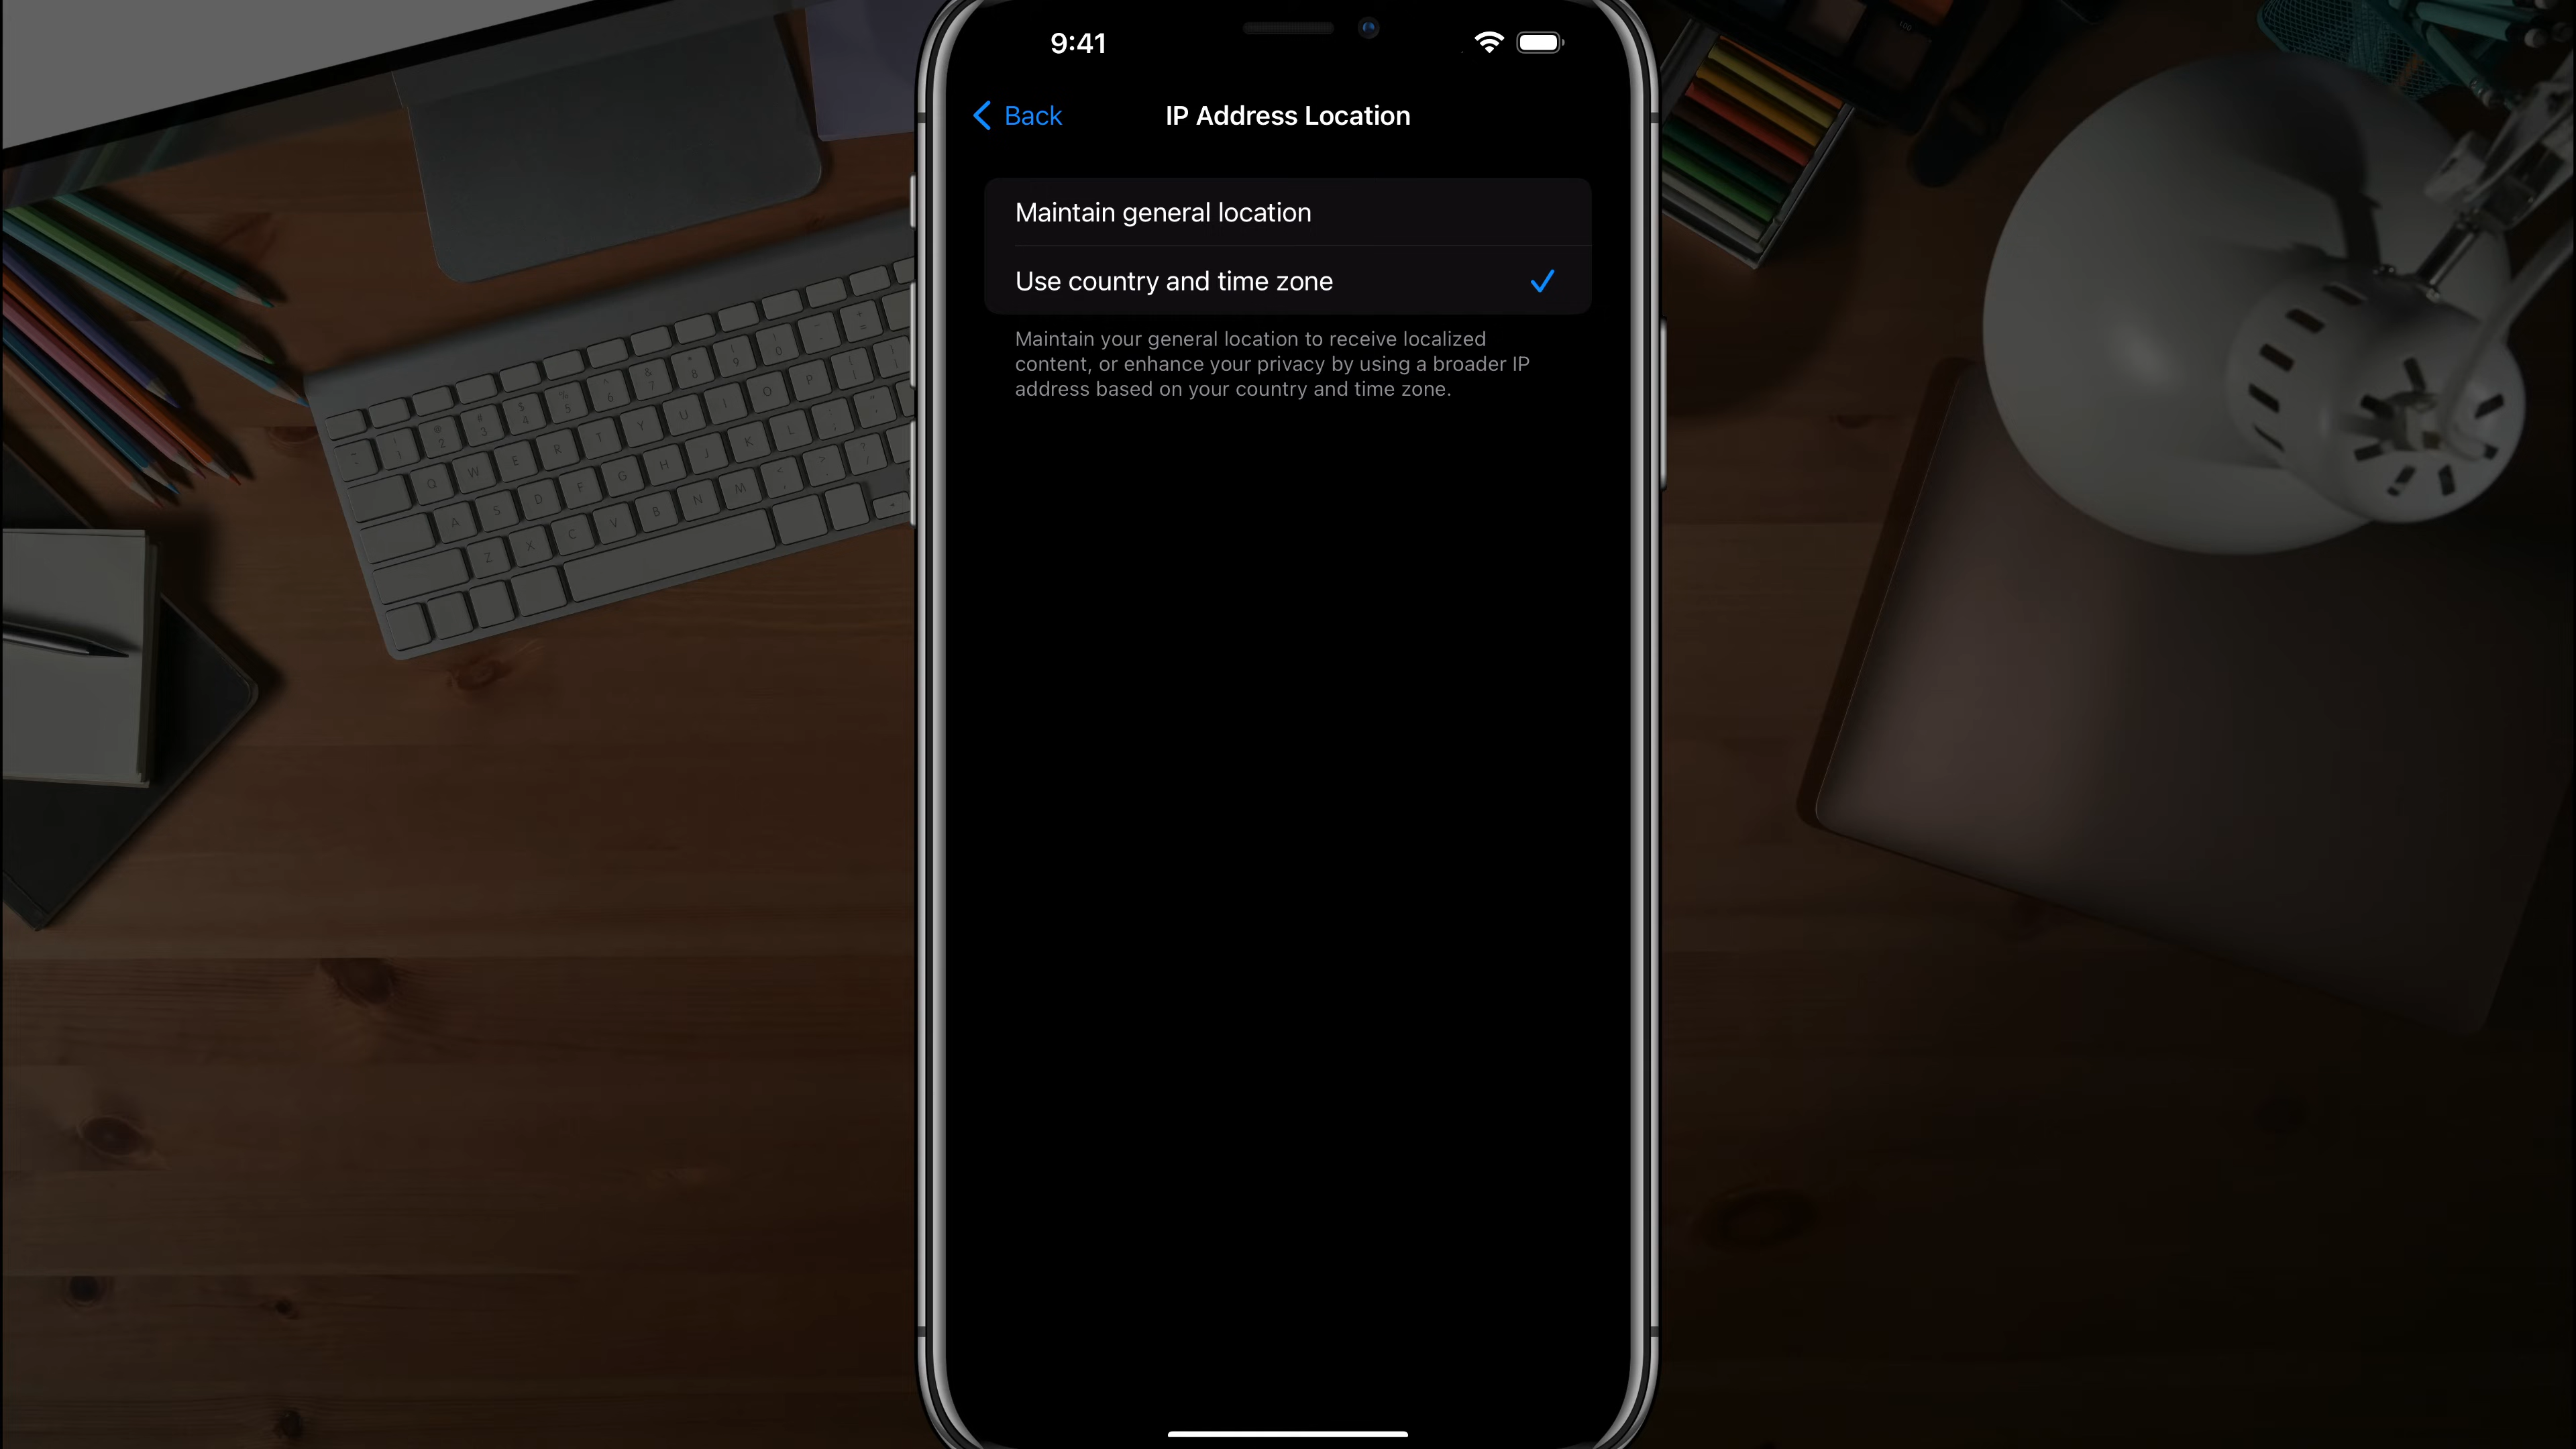 9:41
Back
IP Address Location
Maintain general location
Use country and time zone
Maintain your general location to receive localized
content, or enhance your privacy by using a broader IP
address based on your country and time zone.